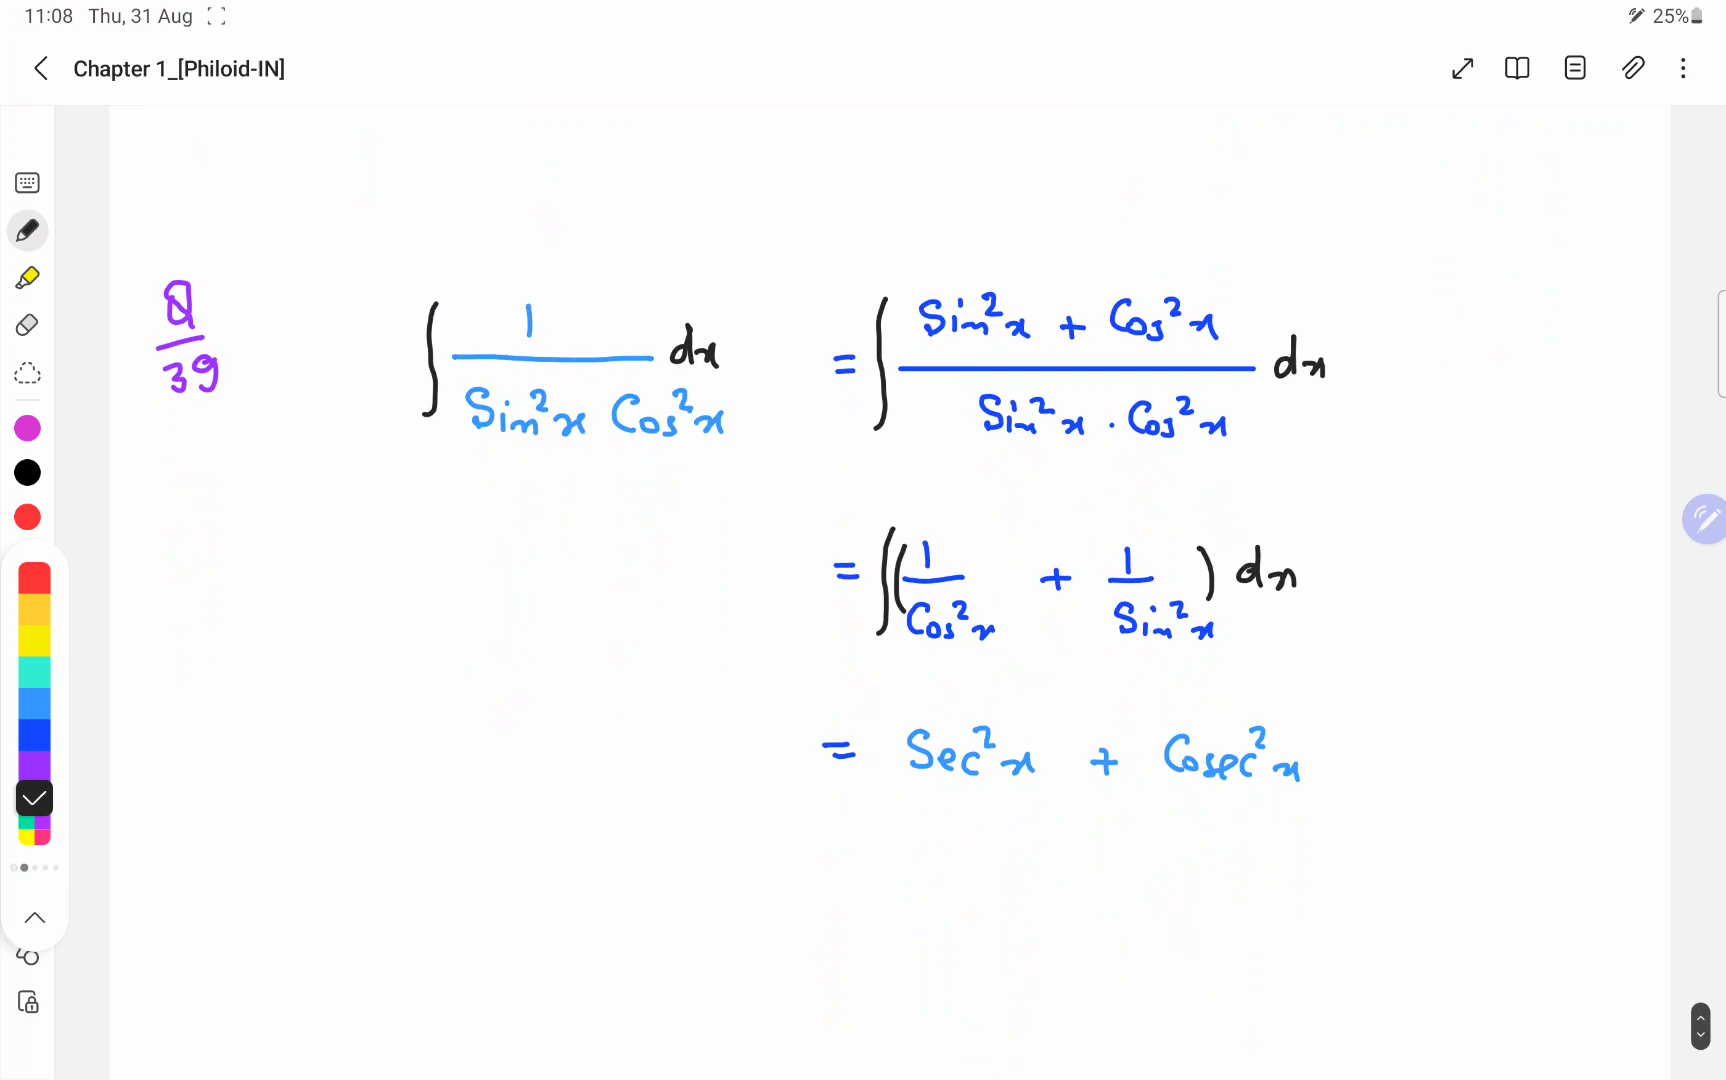 11:08 Thu, 31 Aug
25%
Chapter 1_[Philoid-IN]
Q/39
∫ 1/(Sin²x Cos²x) dx = ∫ (Sin²x + Cos²x)/(Sin²x . Cos²x) dx
= ∫(1/Cos²x + 1/Sin²x) dx
= Sec²x + Cosec²x